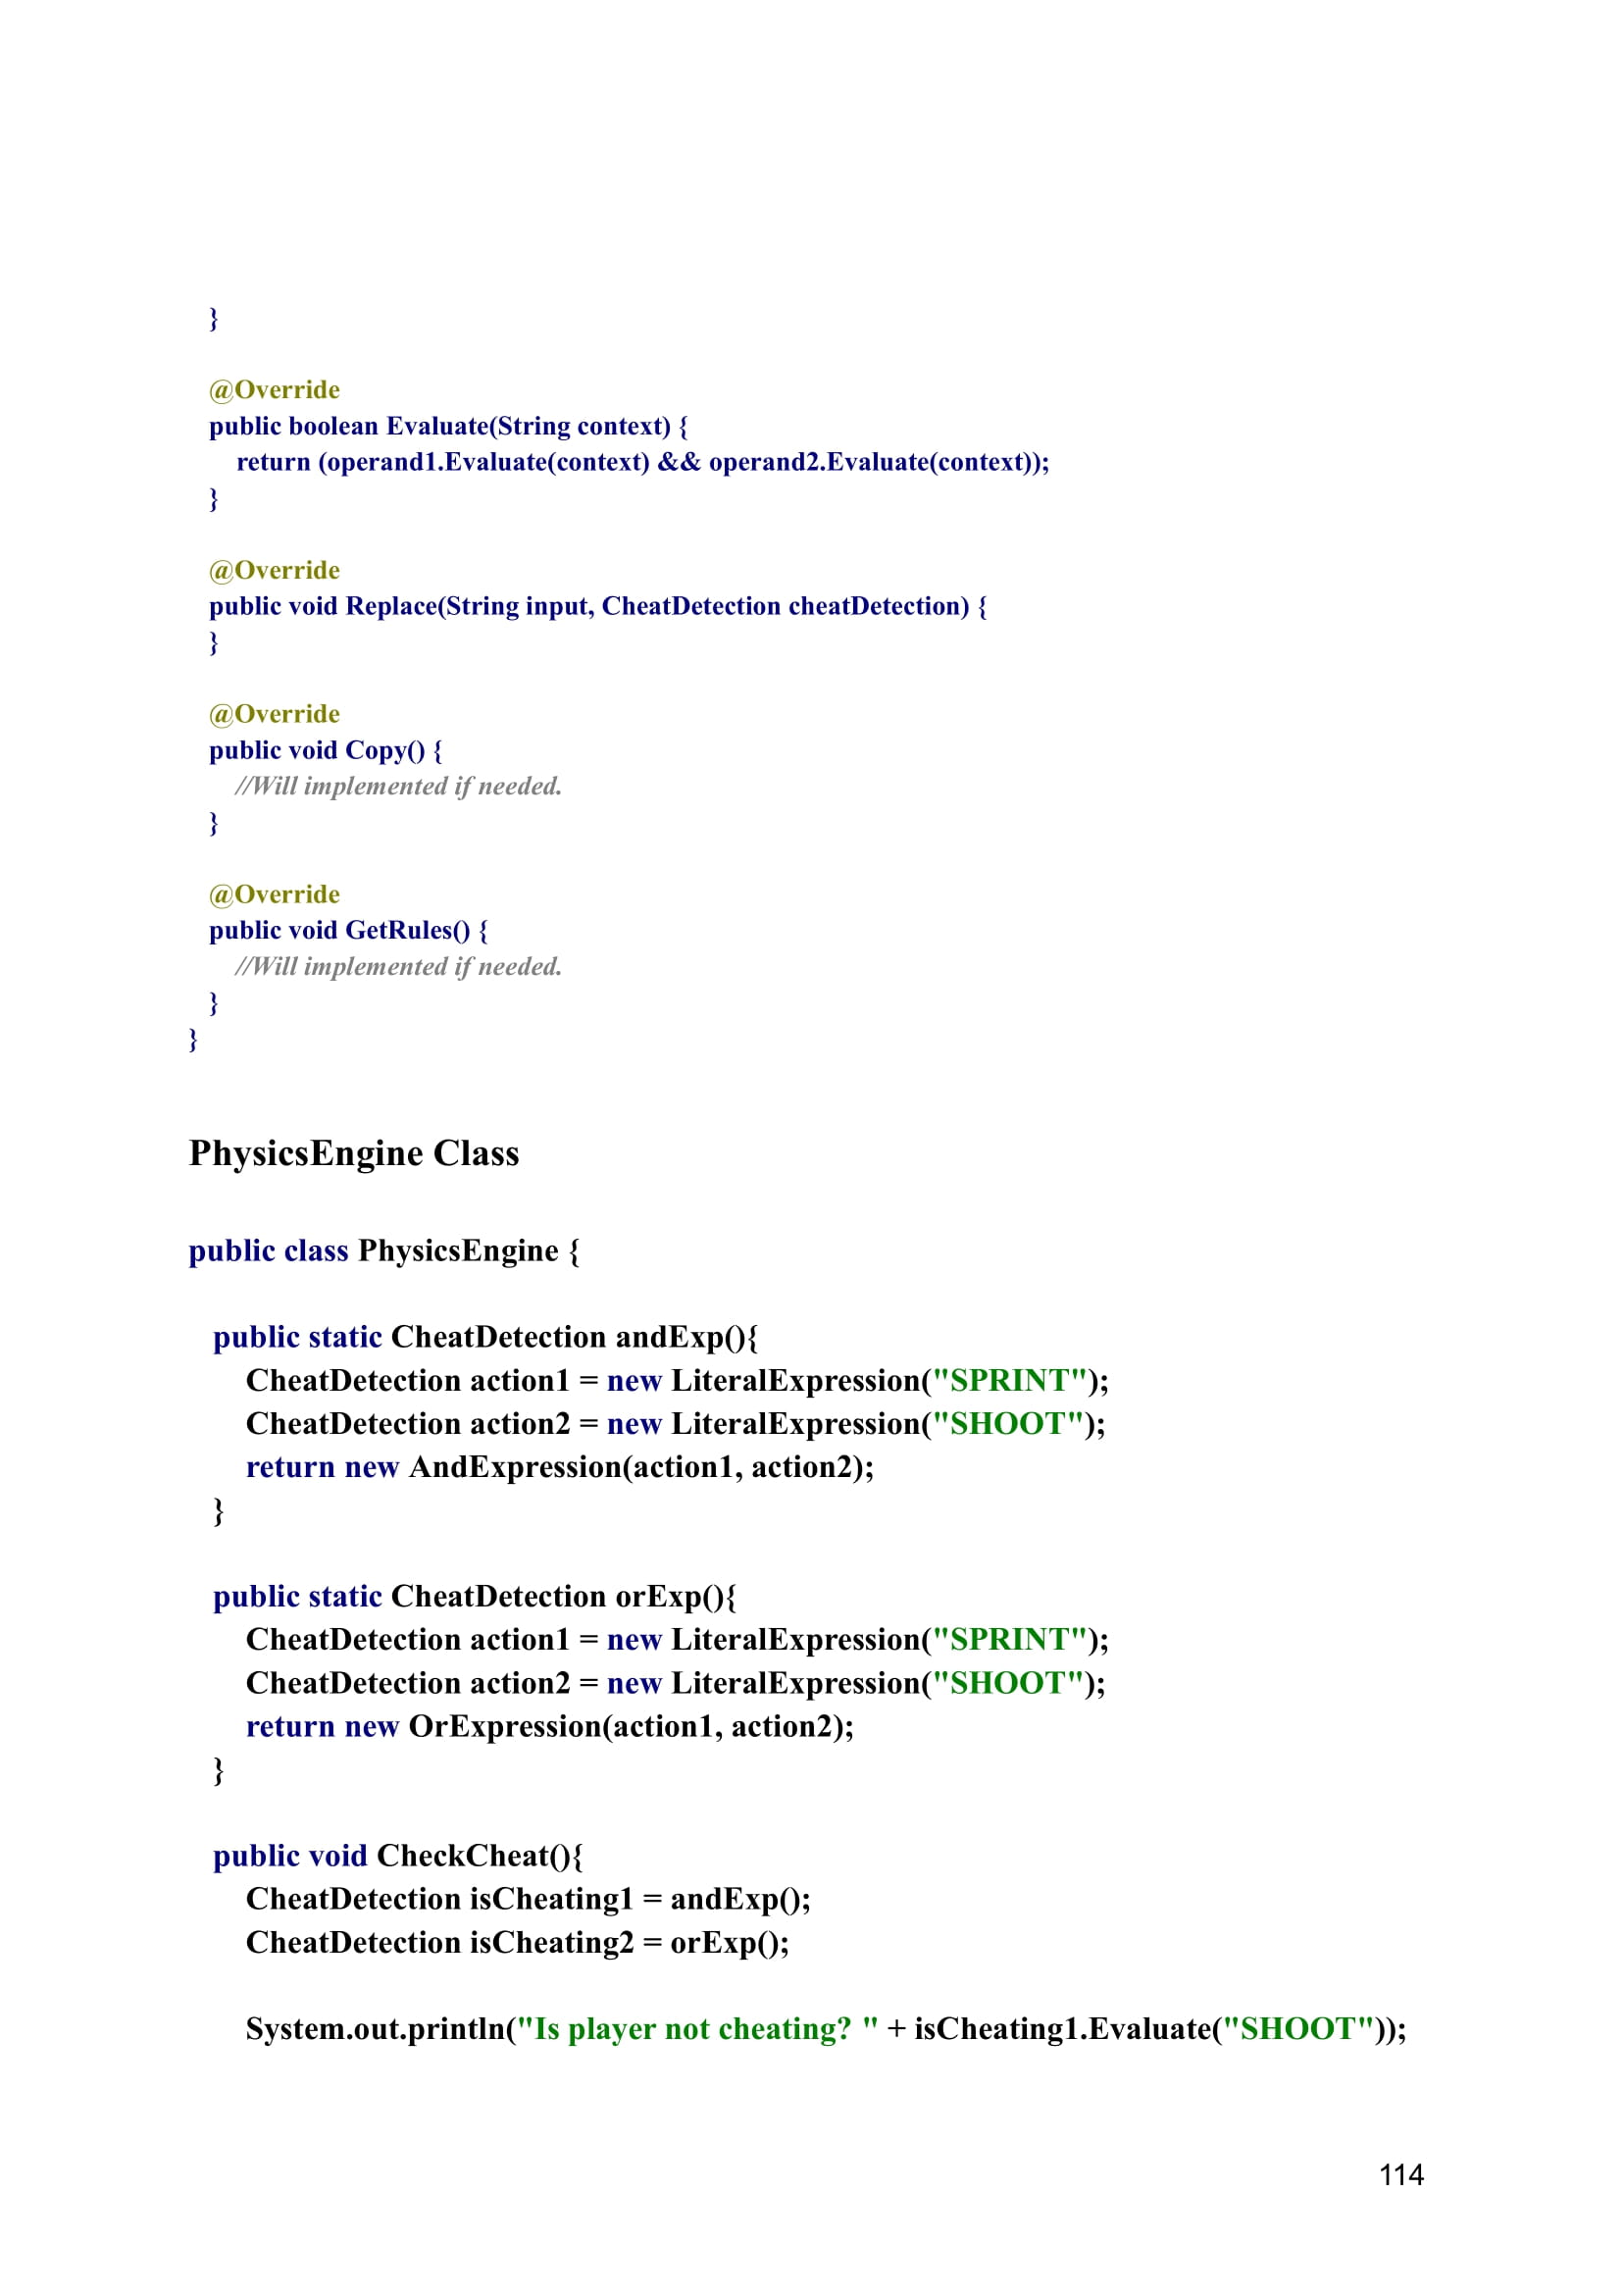 }
@Override
public boolean Evaluate(String context) {
return (operand1.Evaluate(context) && operand2.Evaluate(context));
}
@Override
public void Replace(String input, CheatDetection cheatDetection) {
}
@Override
public void Copy() {
//Will implemented if needed.
}
@Override
public void GetRules() {
//Will implemented if needed.
}
}
PhysicsEngine Class
public class PhysicsEngine {
public static CheatDetection andExp(){
CheatDetection action1 = new LiteralExpression("SPRINT");
CheatDetection action2 = new LiteralExpression("SHOOT");
return new AndExpression(action1, action2);
}
public static CheatDetection orExp(){
CheatDetection action1 = new LiteralExpression("SPRINT");
CheatDetection action2 = new LiteralExpression("SHOOT");
return new OrExpression(action1, action2);
}
public void CheckCheat(){
CheatDetection isCheating1 = andExp();
CheatDetection isCheating2 = orExp();
System.out.println("Is player not cheating? " + isCheating1.Evaluate("SHOOT"));
114